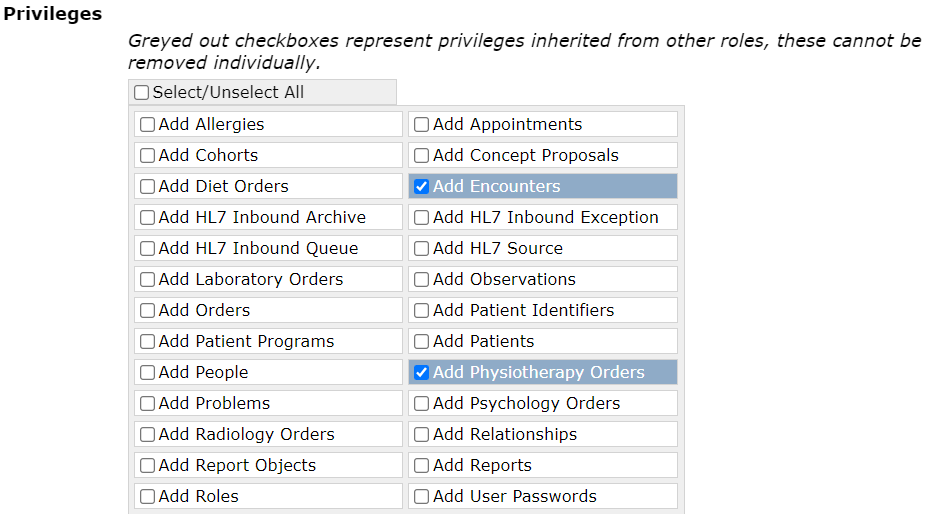 Privileges
Greyed out checkboxes represent privileges inherited from other roles, these cannot be
removed individually.
Select/Unselect All
Add Allergies Add Appointments
Add Cohorts Add Concept Proposals
Add Diet Orders Add Encounters
Add HL7 Inbound Archive Add HL7 Inbound Exception
Add HL7 Inbound Queue Add HL7 Source
Add Laboratory Orders Add Observations
Add Orders Add Patient Identifiers
Add Patient Programs Add Patients
Add People Add Physiotherapy Orders
Add Problems Add Psychology Orders
Add Radiology Orders Add Relationships
Add Report Objects Add Reports
Add Roles Add User Passwords